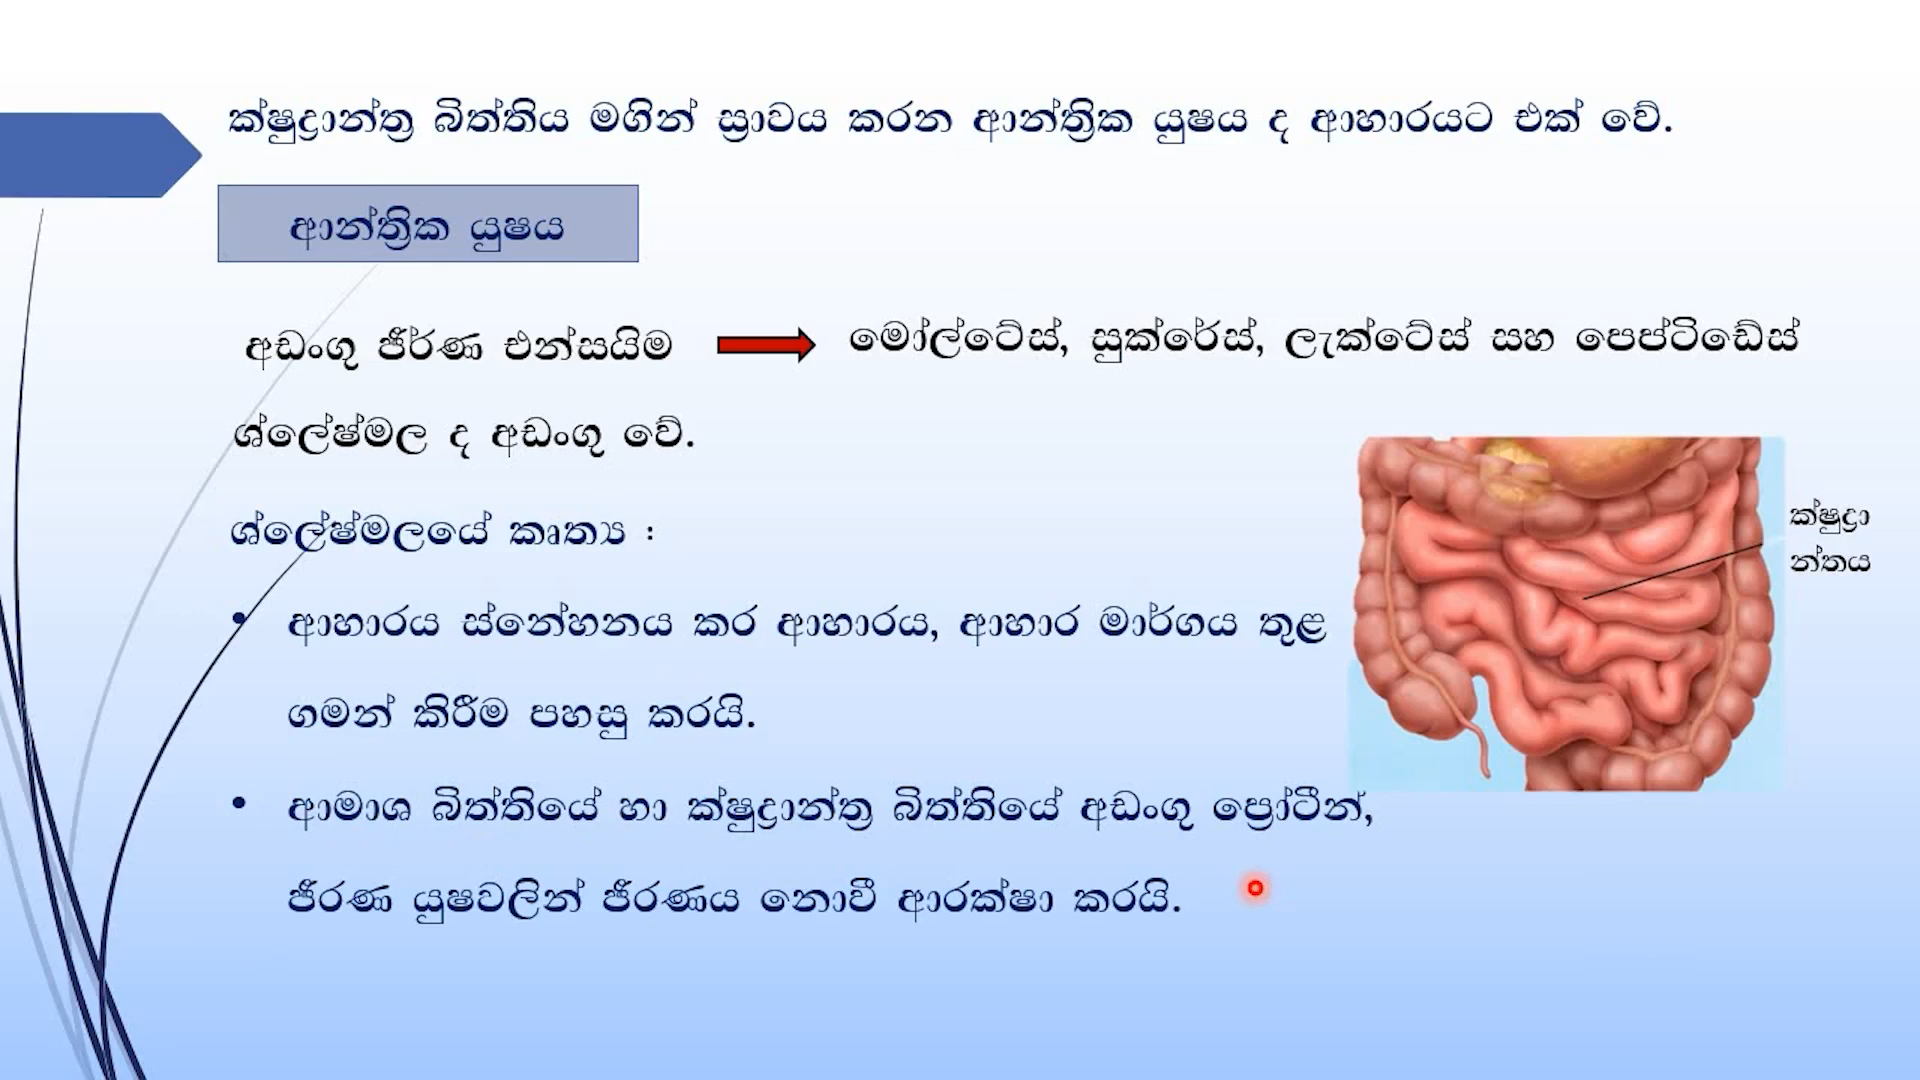 ක්ෂුද්‍රාන්ත්‍ර බිත්තිය මගින් ස්‍රාවය කරන ආන්ත්‍රික යුෂය ද ආහාරයට එක් වේ.
ආන්ත්‍රික යුෂය
අඩංගු ජීර්ණ එන්සයිම මෝල්ටේස්, සුක්රේස්, ලැක්ටේස් සහ පෙප්ටිඩේස්
ශ්ලේෂ්මල ද අඩංගු වේ.
ශ්ලේෂ්මලයේ කෘත්‍ය :
• ආහාරය ස්නේහනය කර ආහාරය, ආහාර මාර්ගය තුළ
ගමන් කිරීම පහසු කරයි.
• ආමාශ බිත්තියේ හා ක්ෂුද්‍රාන්ත්‍ර බිත්තියේ අඩංගු ප්‍රෝටීන්,
ජීරණ යුෂවලින් ජීරණය නොවී ආරක්ෂා කරයි.
ක්ෂුද්‍රා
න්තය